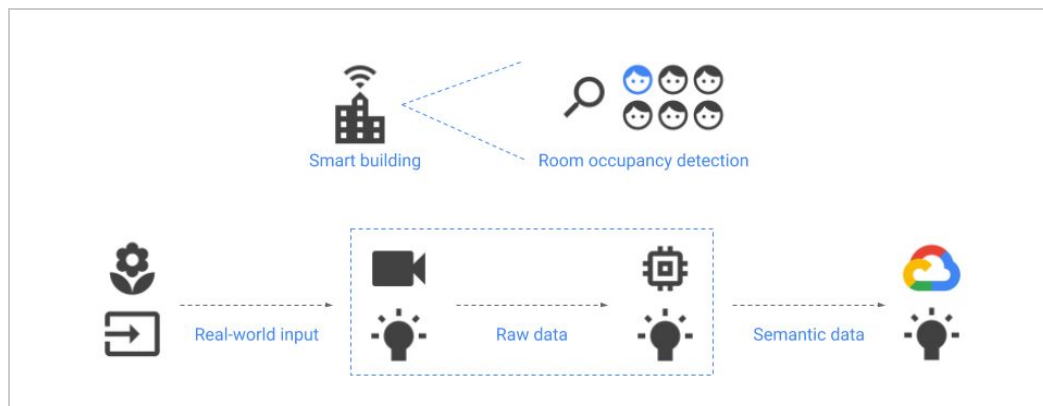 Smart building
Room occupancy detection
Real-world input
Raw data
Semantic data